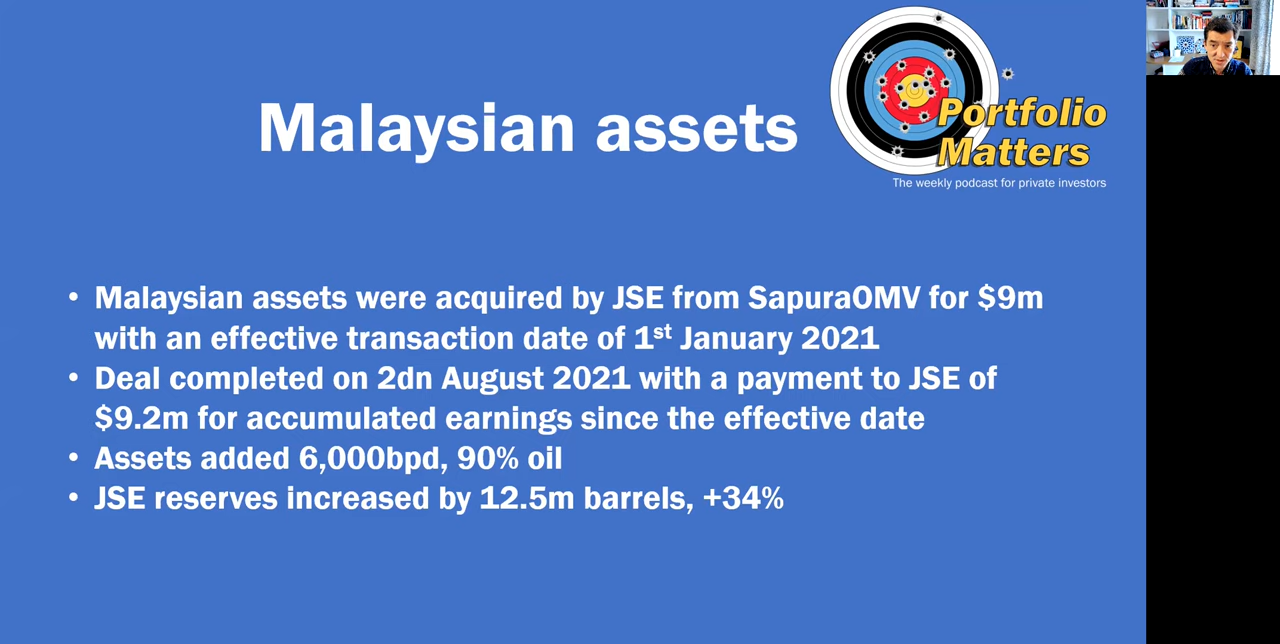 Malaysian assets
Portfolio
Matters
The weekly podcast for private investors
• Malaysian assets were acquired by JSE from SapuraOMV for $9m
with an effective transaction date of 1st January 2021
• Deal completed on 2dn August 2021 with a payment to JSE of
$9.2m for accumulated earnings since the effective date
• Assets added 6,000bpd, 90% oil
• JSE reserves increased by 12.5m barrels, +34%